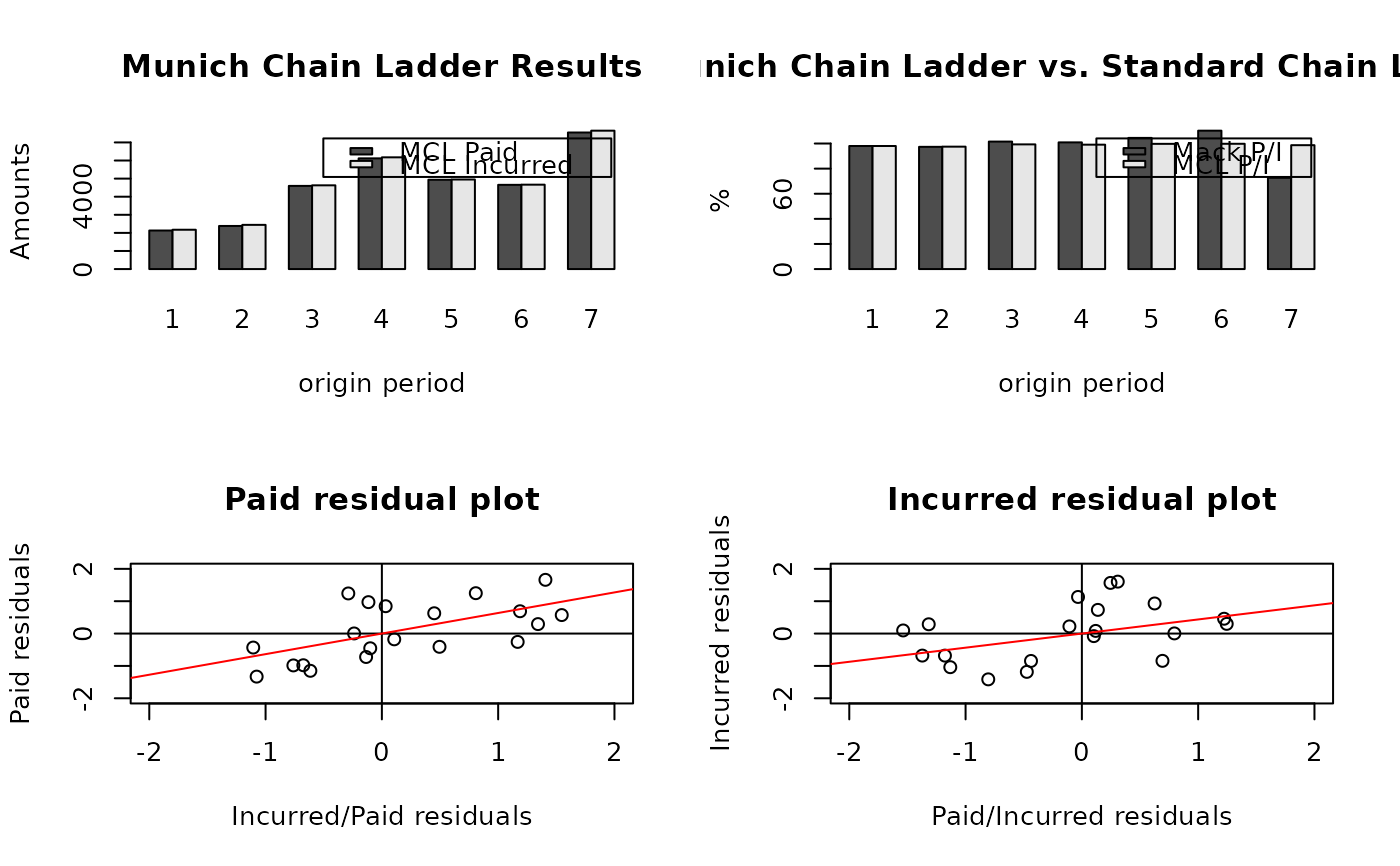 Munich Chain Ladder Results
Amounts
4000
0
MCL Paid
MCL Incurred
1 2 3 4 5 6 7
origin period
nich Chain Ladder vs. Standard Chain L
%
60
0
Mack P/I
MCL P/I
1 2 3 4 5 6 7
origin period
Paid residual plot
Paid residuals
2
0
-2
-2 -1 0 1 2
Incurred/Paid residuals
Incurred residual plot
Incurred residuals
2
0
-2
-2 -1 0 1 2
Paid/Incurred residuals